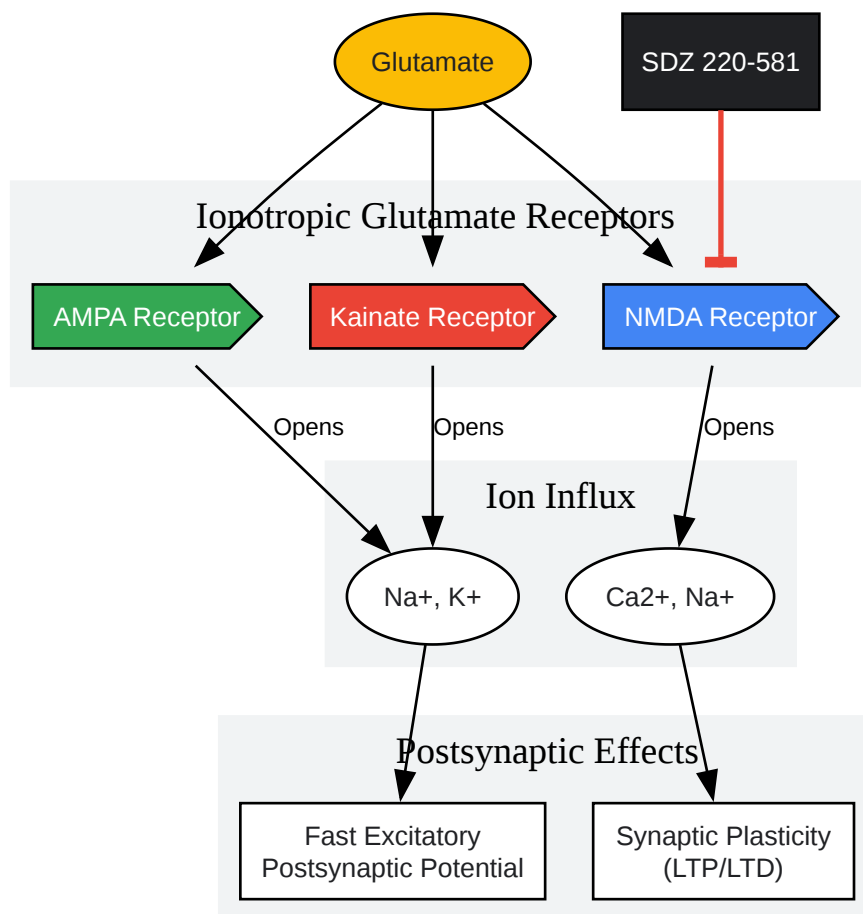 Glutamate
SDZ 220-581
Ionotropic Glutamate Receptors
AMPA Receptor
Kainate Receptor
NMDA Receptor
Opens
Opens
Opens
Ion Influx
Na+, K+
Ca2+, Na+
Postsynaptic Effects
Fast Excitatory
Postsynaptic Potential
Synaptic Plasticity
(LTP/LTD)